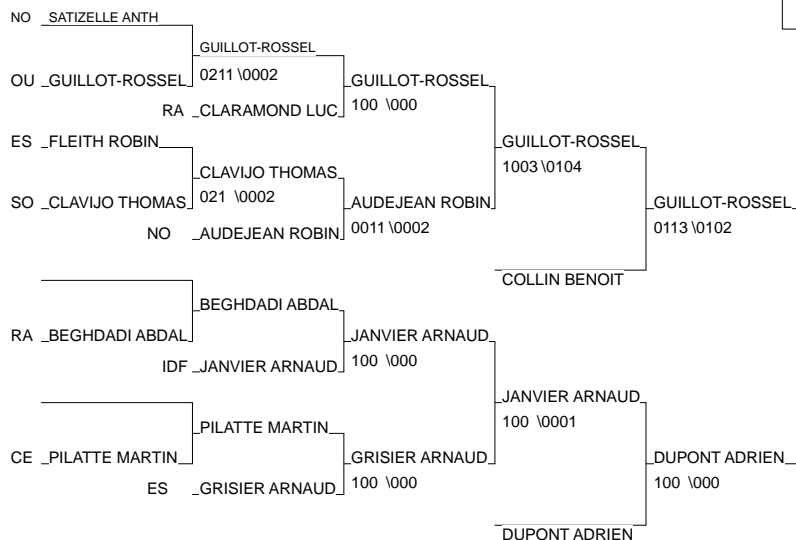 NO SATIZELLE ANTH
GUILLOT-ROSSEL
OU GUILLOT-ROSSEL 0211 \0002 GUILLOT-ROSSEL
RA CLARAMOND LUC 100 \000
ES FLEITH ROBIN GUILLOT-ROSSEL
CLAVIJO THOMAS 1003 \0104
SO CLAVIJO THOMAS 021 \0002 AUDEJEAN ROBIN GUILLOT-ROSSEL
NO AUDEJEAN ROBIN 0011 \0002 0113 \0102
COLLIN BENOIT
BEGHDADI ABDAL
RA BEGHDADI ABDAL JANVIER ARNAUD
IDF JANVIER ARNAUD 100 \000
JANVIER ARNAUD
PILATTE MARTIN 100 \0001
CE PILATTE MARTIN GRISIER ARNAUD DUPONT ADRIEN
ES GRISIER ARNAUD 100 \000 100 \000
DUPONT ADRIEN